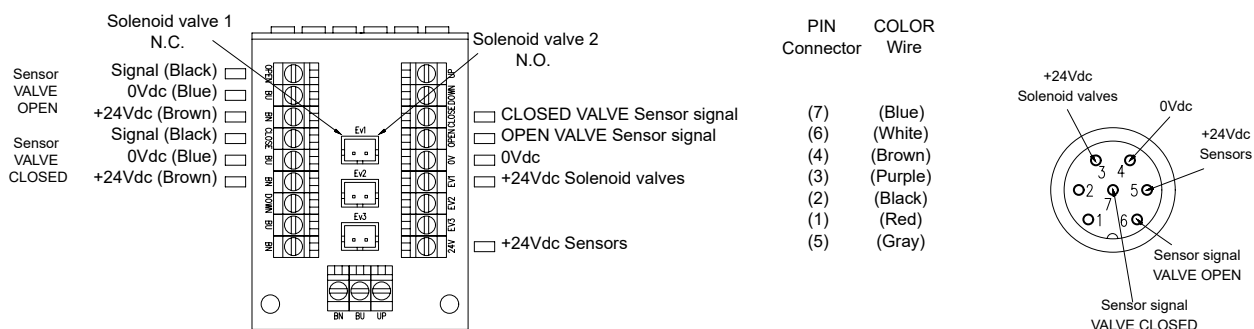 Solenoid valve 1
N.C.
Solenoid valve 2
N.O.
Sensor
VALVE
OPEN
Signal (Black)
0Vdc (Blue)
+24Vdc (Brown)
Sensor
VALVE
CLOSED
Signal (Black)
0Vdc (Blue)
+24Vdc (Brown)
OPEN
BU
BN
CLOSE
BU
BN
DOWN
BU
BN
Ev1
Ev2
Ev3
UP
DOWN
CLOSE
OPEN
0V
EV1
EV2
EV3
24V
BN BU UP
CLOSED VALVE Sensor signal
OPEN VALVE Sensor signal
0Vdc
+24Vdc Solenoid valves
+24Vdc Sensors
PIN COLOR
Connector Wire
(7) (Blue)
(6) (White)
(4) (Brown)
(3) (Purple)
(2) (Black)
(1) (Red)
(5) (Gray)
+24Vdc
Solenoid valves
0Vdc
+24Vdc
Sensors
3 4
2 7 5
1 6
Sensor signal
VALVE OPEN
Sensor signal
VALVE CLOSED